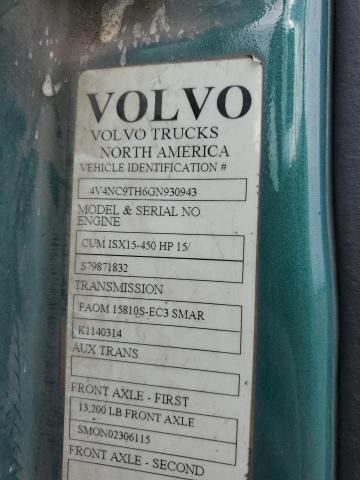 VOLVO
VOLVO TRUCKS
NORTH AMERICA
VEHICLE IDENTIFICATION #
4V4NC9TH6GN930943
MODEL & SERIAL NO.
ENGINE
CUM ISX15-450 HP 15/
S79871832
TRANSMISSION
FAOM 15810S-EC3 SMAR
K1140314
AUX TRANS.
FRONT AXLE - FIRST
13,200 LB FRONT AXLE
SMON02306115
FRONT AXLE - SECOND